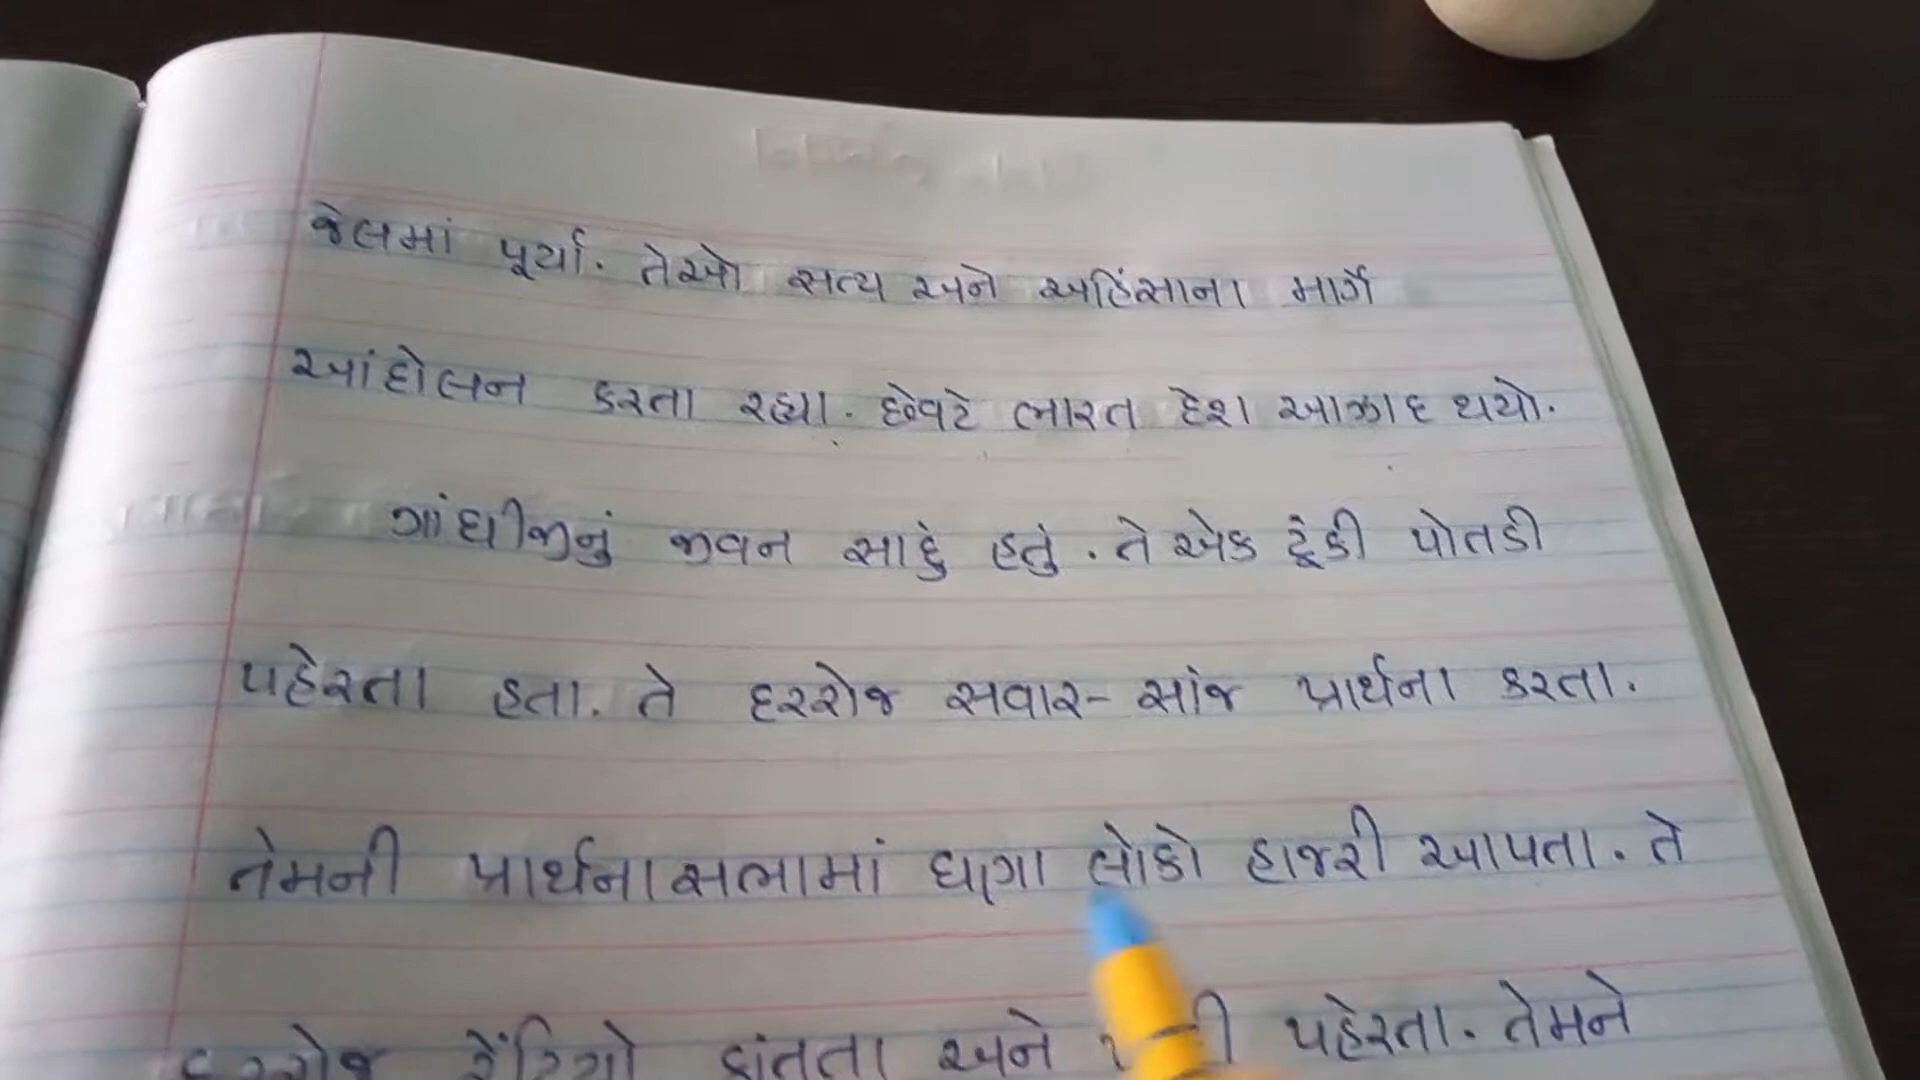 જેલમાં પૂર્યા. તેઓ સત્ય અને અહિંસાના માર્ગે
આંદોલન કરતા રહ્યા. છેવટે ભારત દેશ આઝાદ થયો.
ગાંધીજીનું જીવન સાદું હતું. તે એક ટૂંકી પોતડી
પહેરતા હતા. તે દરરોજ સવાર-સાંજ પ્રાર્થના કરતા.
તેમની પ્રાર્થનાસભામાં ઘણા લોકો હાજરી આપતા. તે
દરરોજ રેંટિયો કાંતતા અને પહેરતા. તેમને